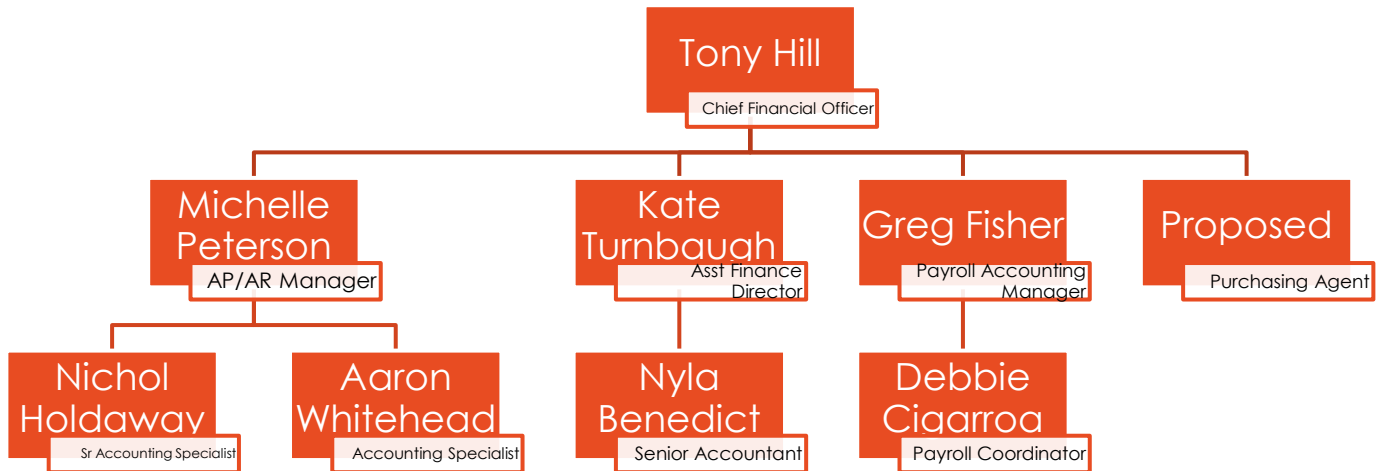 Tony Hill
Chief Financial Officer
Michelle
Peterson
AP/AR Manager
Kate
Turnbaugh
Asst Finance
Director
Greg Fisher
Payroll Accounting
Manager
Proposed
Purchasing Agent
Nichol
Holdaway
Sr Accounting Specialist
Aaron
Whitehead
Accounting Specialist
Nyla
Benedict
Senior Accountant
Debbie
Cigarroa
Payroll Coordinator